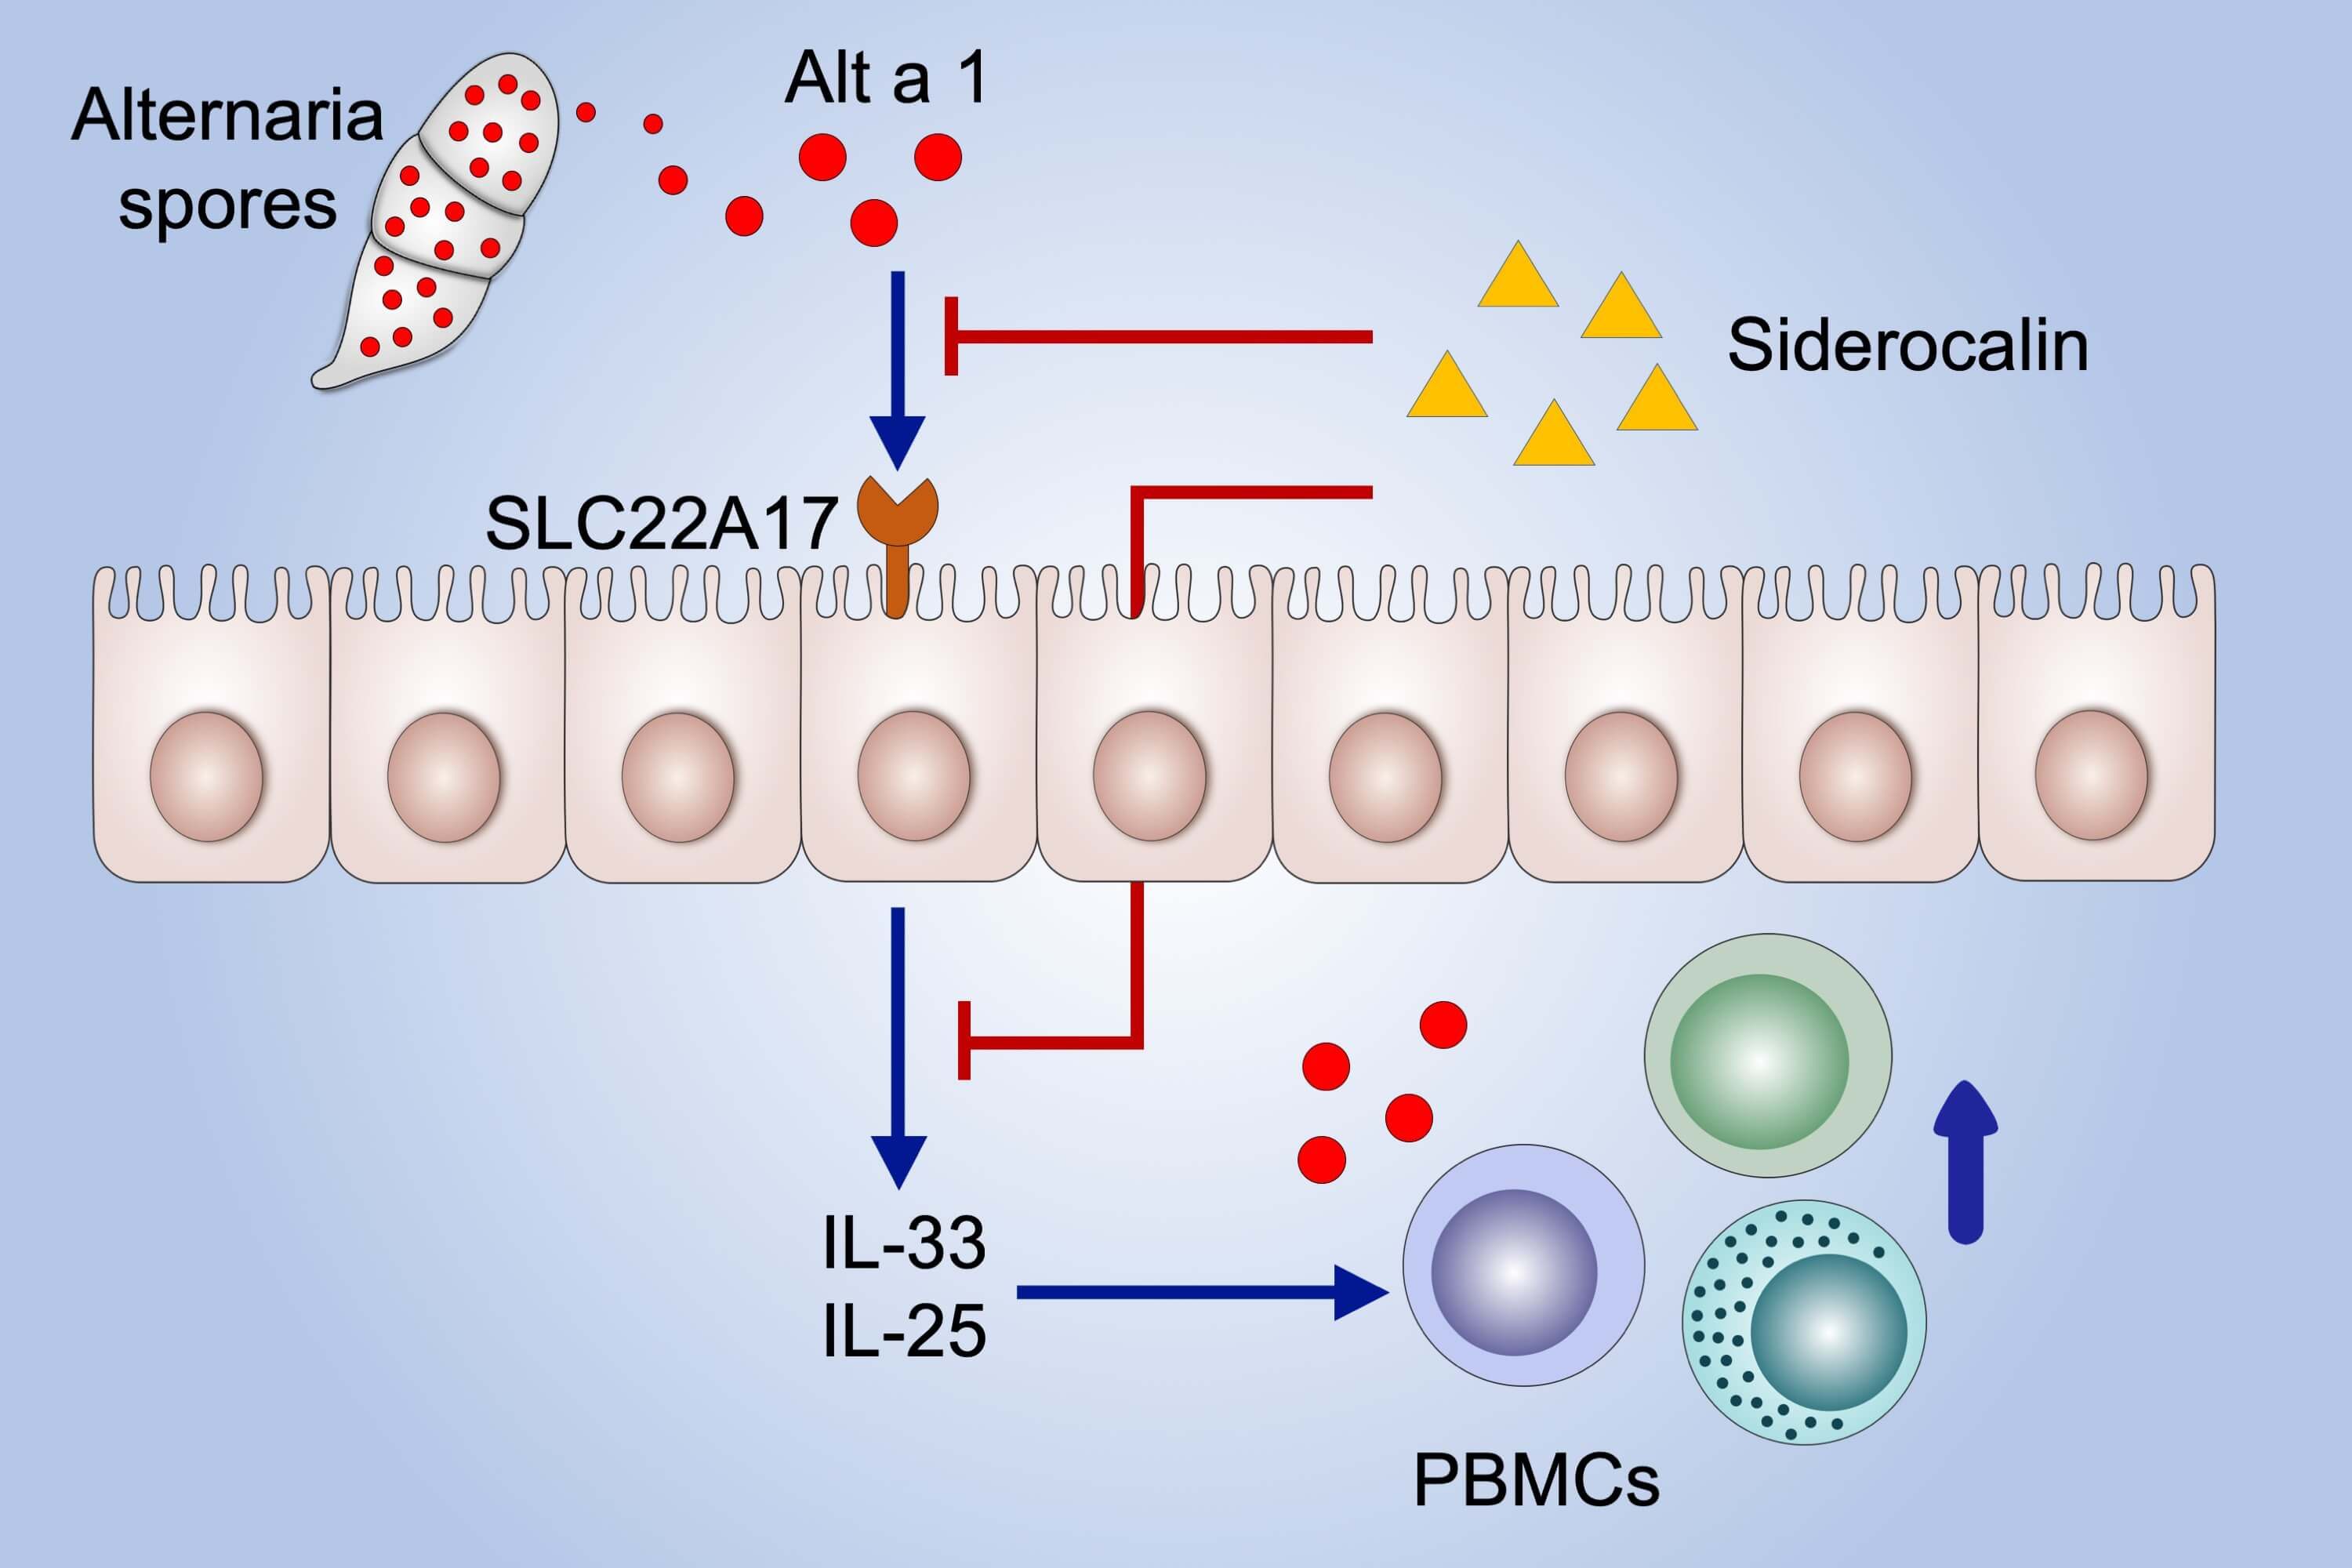 Alternaria
spores
Alt a 1
Siderocalin
SLC22A17
IL-33
IL-25
PBMCs